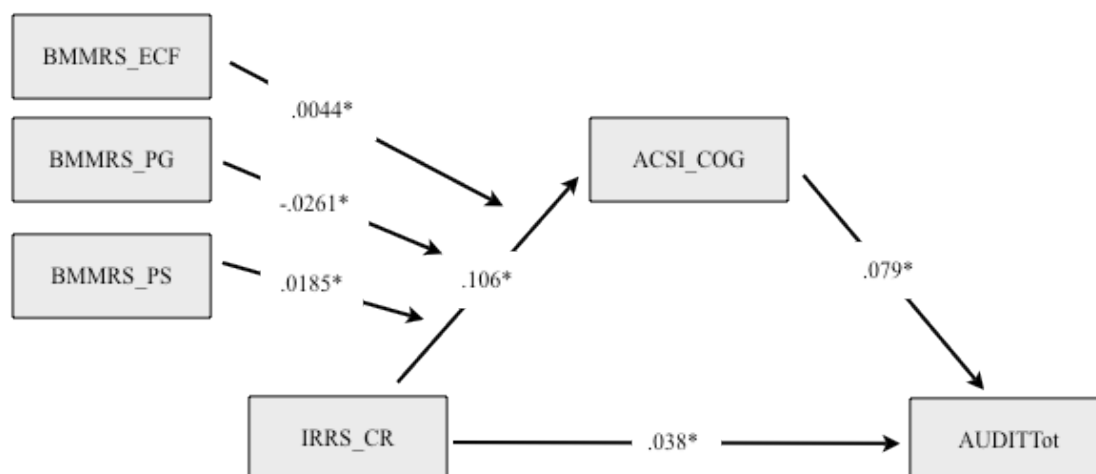 BMMRS_ECF
.0044*
BMMRS_PG
ACSI_COG
-.0261*
BMMRS_PS
.0185*
.106*
.079*
IRRS_CR
.038*
AUDITTot